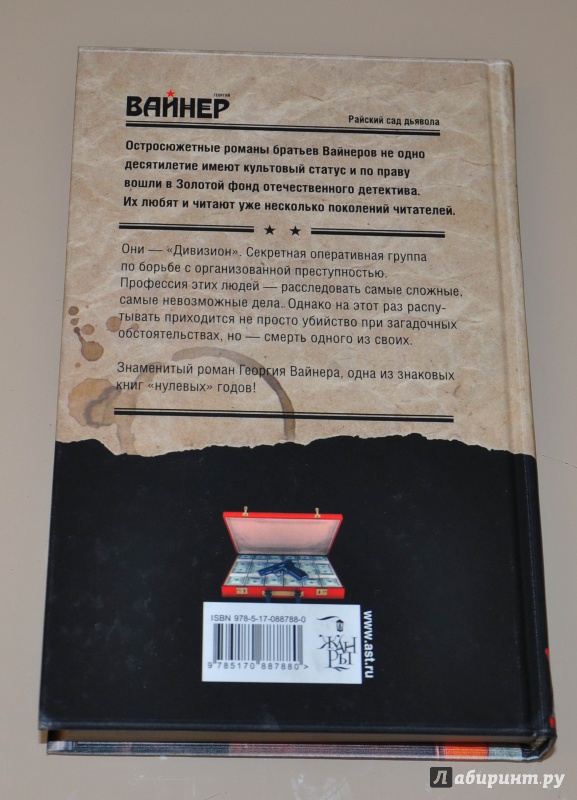 ГЕОРГИЙ
ВАЙНЕР
Райский сад дьявола
Остросюжетные романы братьев Вайнеров не одно
десятилетие имеют культовый статус и по праву
вошли в Золотой фонд отечественного детектива.
Их любят и читают уже несколько поколений читателей.
Они — «Дивизион». Секретная оперативная группа
по борьбе с организованной преступностью.
Профессия этих людей — расследовать самые сложные,
самые невозможные дела. Однако на этот раз распу-
тывать приходится не просто убийство при загадочных
обстоятельствах, но — смерть одного из своих.
Знаменитый роман Георгия Вайнера, одна из знаковых
книг «нулевых» годов!
ISBN 978-5-17-088788-0
9 785170 887880 >
ЖАН
РЫ
www.ast.ru
Лабиринт.ру